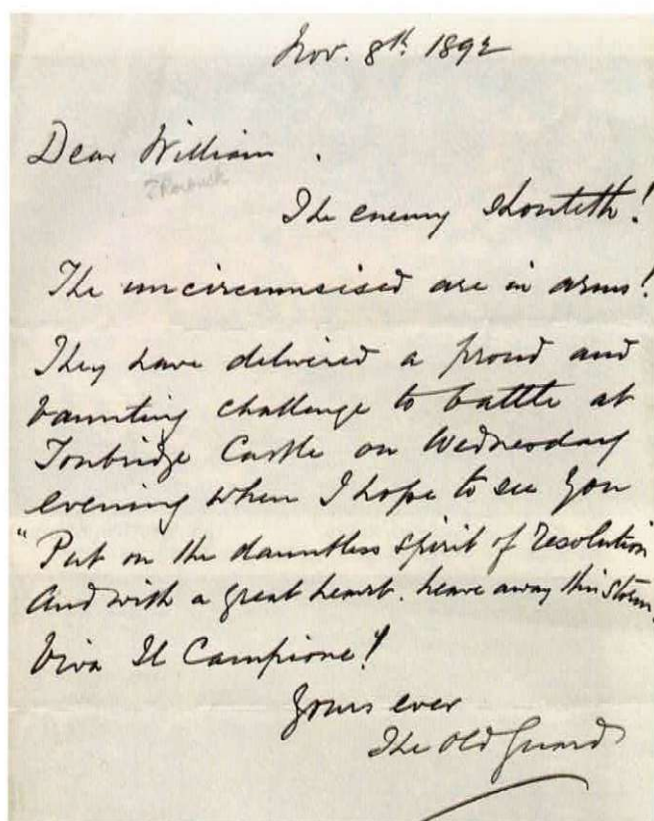 Nov. 8th. 1892
Dear William.
The enemy shouteth!
The uncircumsised are in arms!
They have delivered a proud and
vaunting challenge to battle at
Tonbridge Castle on Wednesday
evening when I hope to see you
"Put on the dauntless spirit of resolution
And with a great heart. heave away this storm.
Viva Il Campione!
Yours ever
The Old Guard